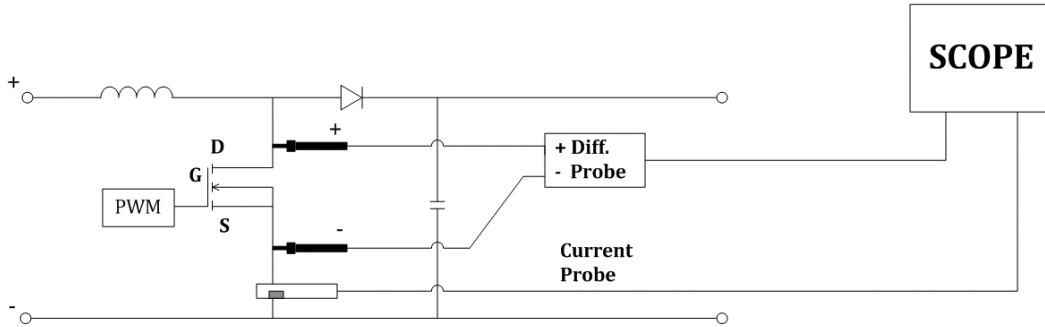 SCOPE
+
+
D
+ Diff.
- Probe
G
PWM
S
-
Current
Probe
-